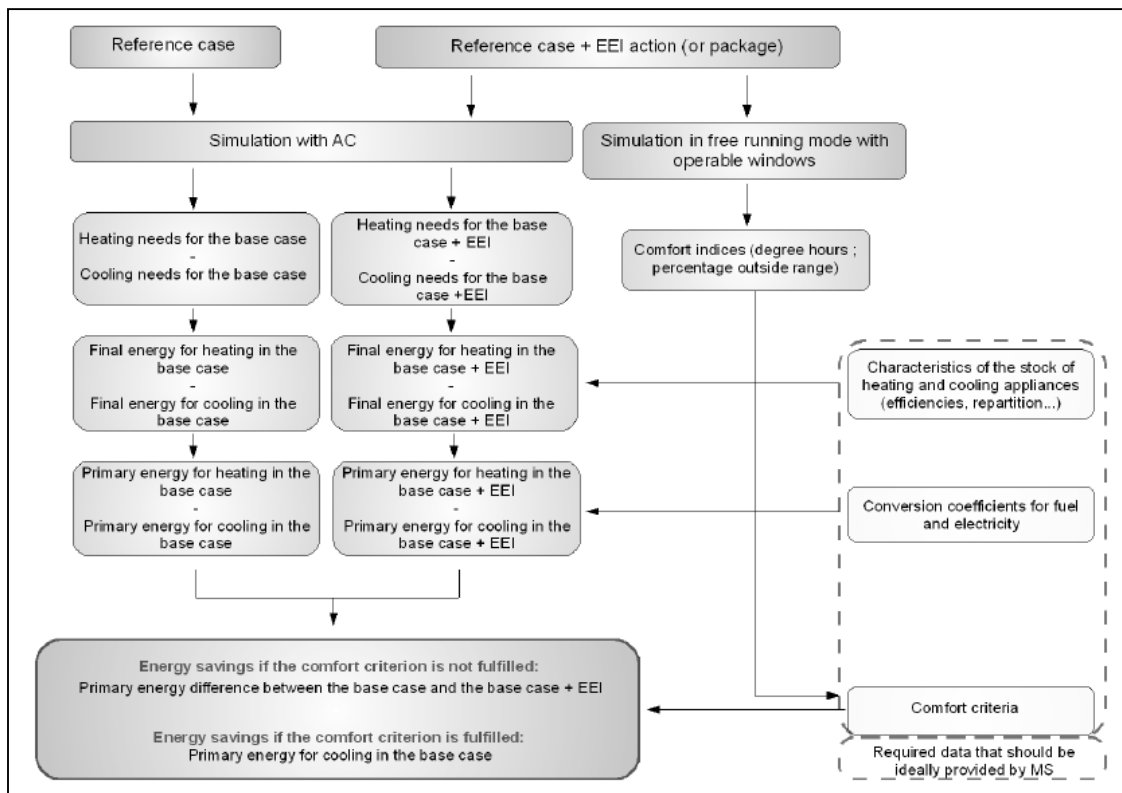 Reference case
Reference case + EEI action (or package)
Simulation with AC
Simulation in free running mode with
operable windows
Heating needs for the base case
-
Cooling needs for the base case
Heating needs for the base
case + EEI
-
Cooling needs for the base
case +EEI
Comfort indices (degree hours ;
percentage outside range)
Final energy for heating in the
base case
-
Final energy for cooling in the
base case
Final energy for heating in the
base case + EEI
-
Final energy for cooling in the
base case + EEI
Characteristics of the stock of
heating and cooling appliances
(efficiencies, repartition...)
Primary energy for heating in the
base case
-
Primary energy for cooling in the
base case
Primary energy for heating in the
base case + EEI
-
Primary energy for cooling in the
base case + EEI
Conversion coefficients for fuel
and electricity
Energy savings if the comfort criterion is not fulfilled:
Primary energy difference between the base case and the base case + EEI
Energy savings if the comfort criterion is fulfilled:
Primary energy for cooling in the base case
Comfort criteria
Required data that should be
ideally provided by MS